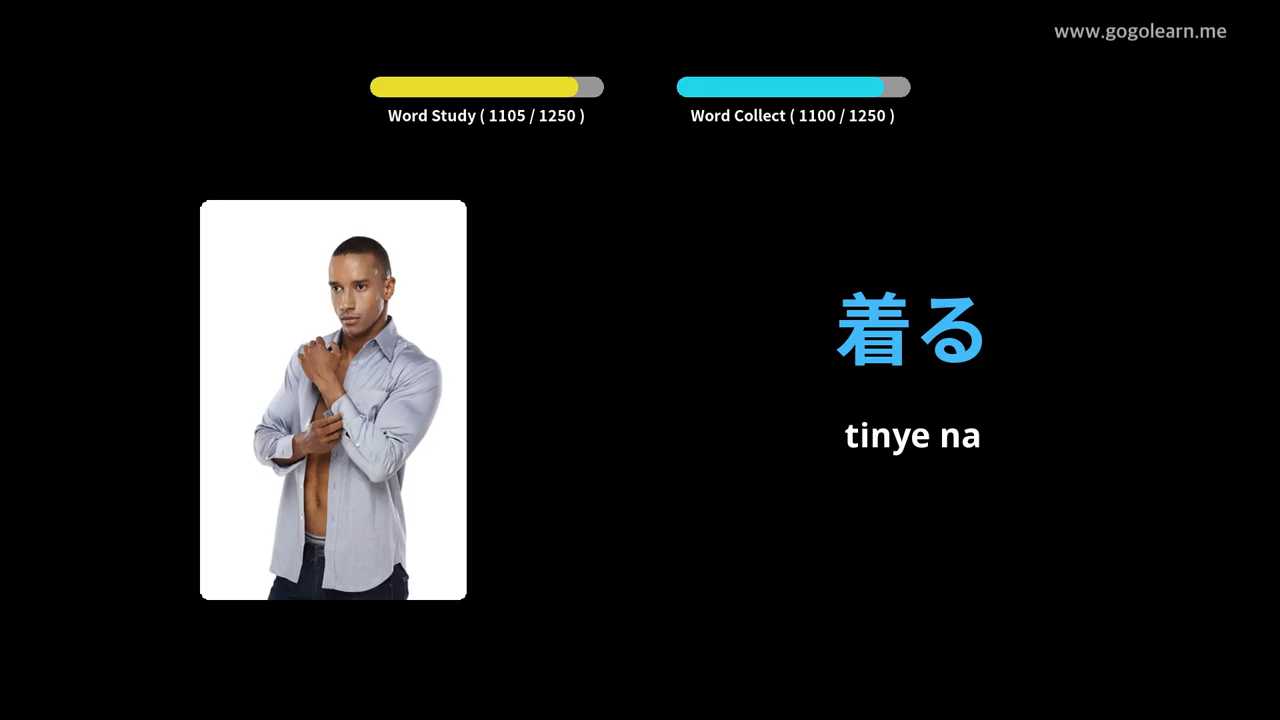 www.gogolearn.me
Word Study ( 1105 / 1250 )
Word Collect ( 1100 / 1250 )
着る
tinye na